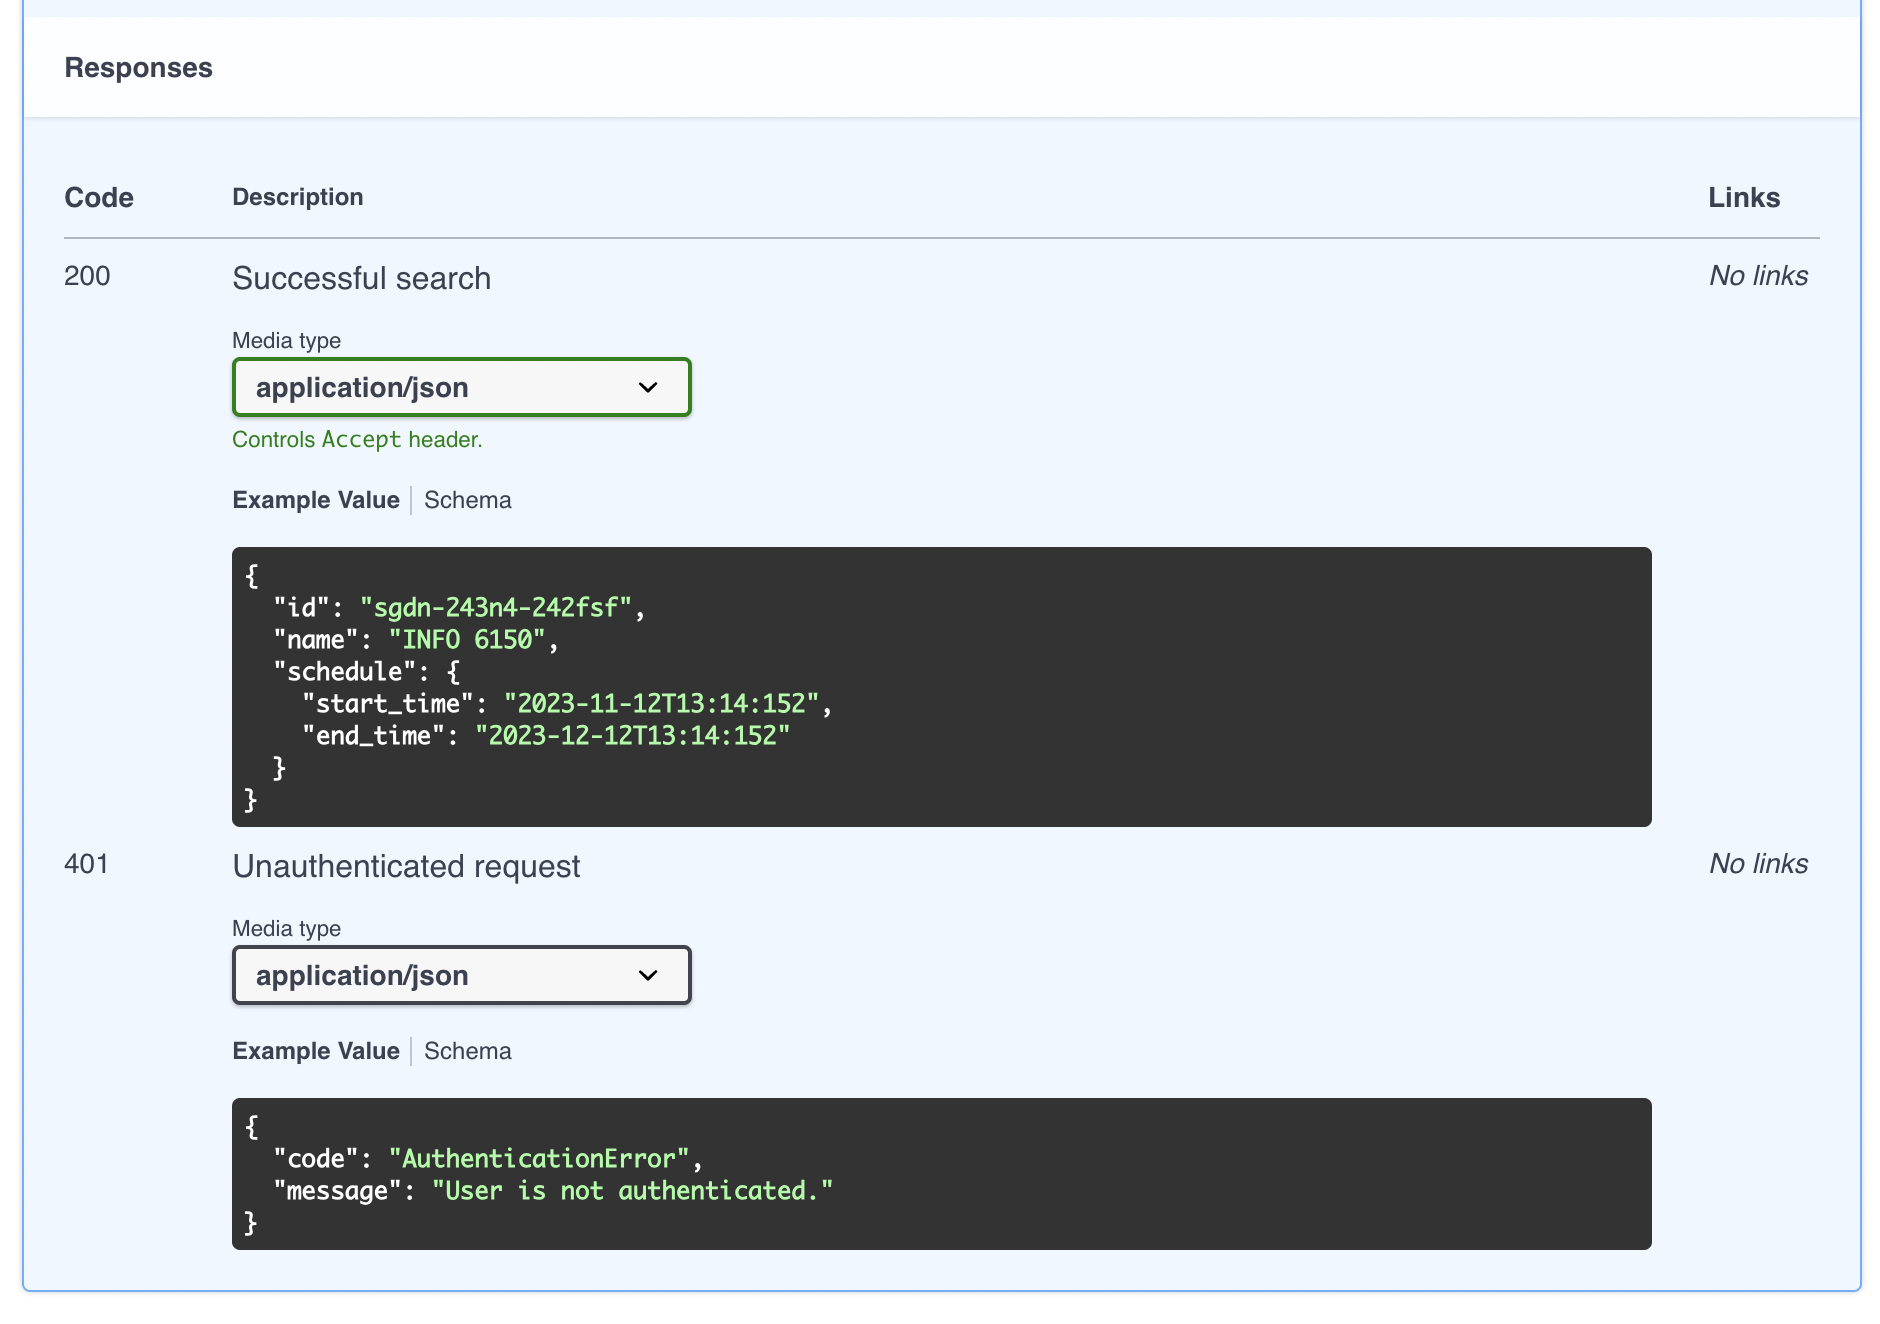 Responses
Code Description Links
200 Successful search No links
Media type
application/json
Controls Accept header.
Example Value Schema
{
  "id": "sgdn-243n4-242fsf",
  "name": "INFO 6150",
  "schedule": {
    "start_time": "2023-11-12T13:14:152",
    "end_time": "2023-12-12T13:14:152"
  }
}
401 Unauthenticated request No links
Media type
application/json
Example Value Schema
{
  "code": "AuthenticationError",
  "message": "User is not authenticated."
}